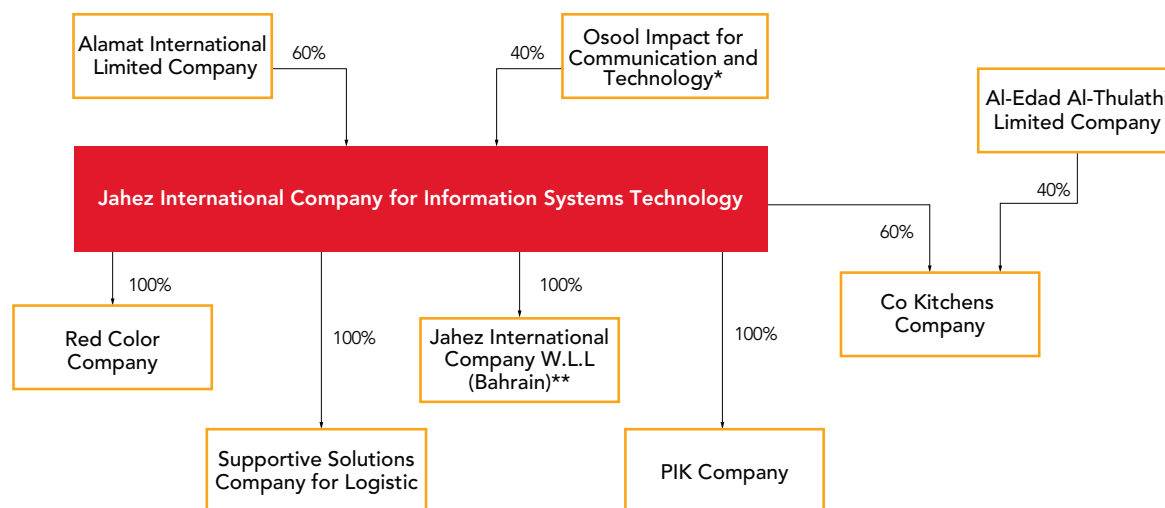 Alamat International
Limited Company
60%
40%
Osool Impact for
Communication and
Technology*
Al-Edad Al-Thulathi
Limited Company
Jahez International Company for Information Systems Technology
40%
60%
100%
Red Color
Company
100%
100%
Jahez International
Company W.L.L
(Bahrain)**
100%
Co Kitchens
Company
Supportive Solutions
Company for Logistic
PIK Company